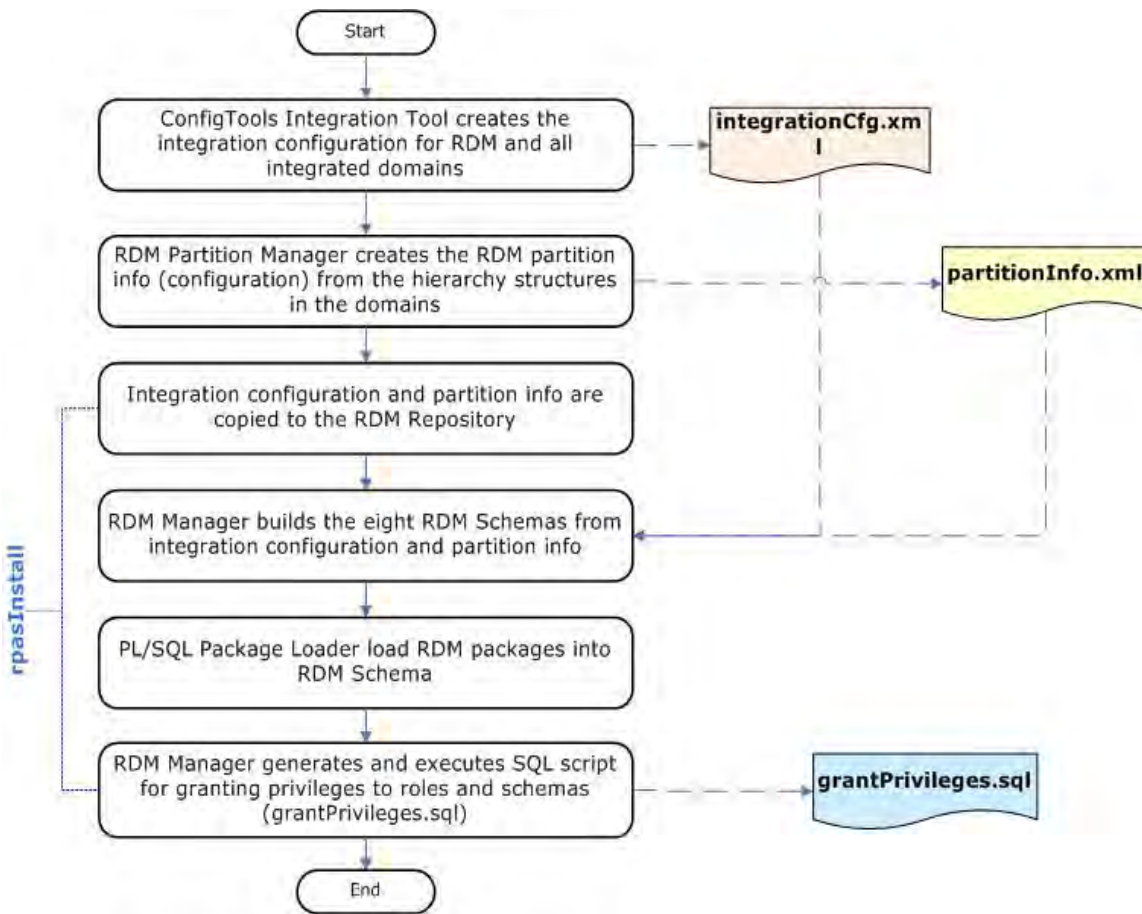 Start
ConfigTools Integration Tool creates the
integration configuration for RDM and all
integrated domains
integrationCfg.xm
l
RDM Partition Manager creates the RDM partition
info (configuration) from the hierarchy structures
in the domains
partitionInfo.xml
Integration configuration and partition info are
copied to the RDM Repository
RDM Manager builds the eight RDM Schemas from
integration configuration and partition info
rpasInstall
PL/SQL Package Loader load RDM packages into
RDM Schema
RDM Manager generates and executes SQL script
for granting privileges to roles and schemas
(grantPrivileges.sql)
grantPrivileges.sql
End